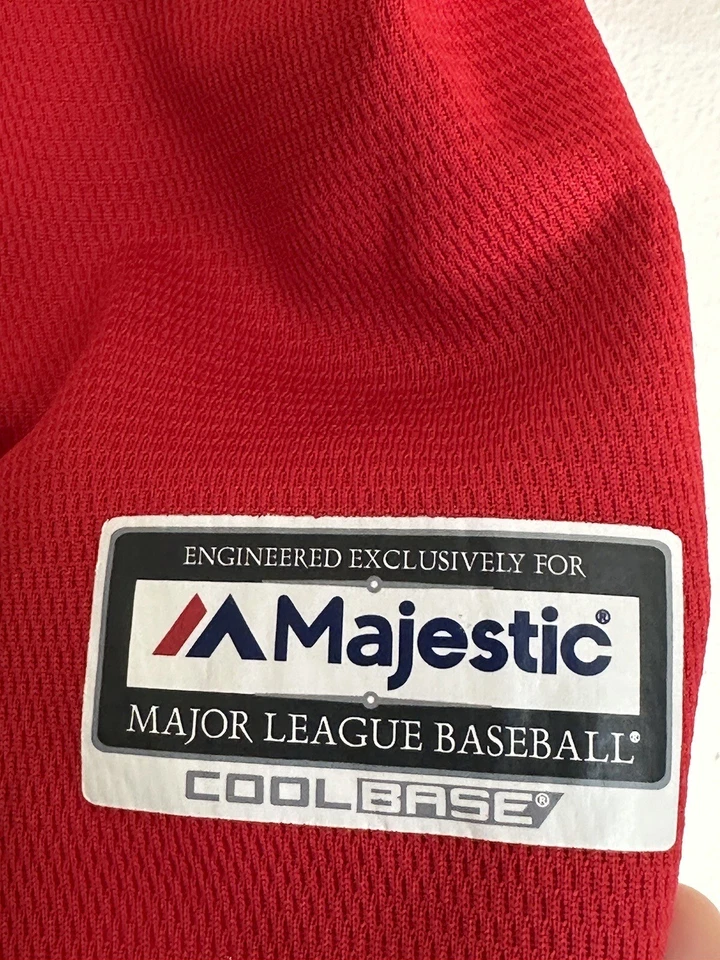 ENGINEERED EXCLUSIVELY FOR
Majestic®
MAJOR LEAGUE BASEBALL®
COOLBASE®